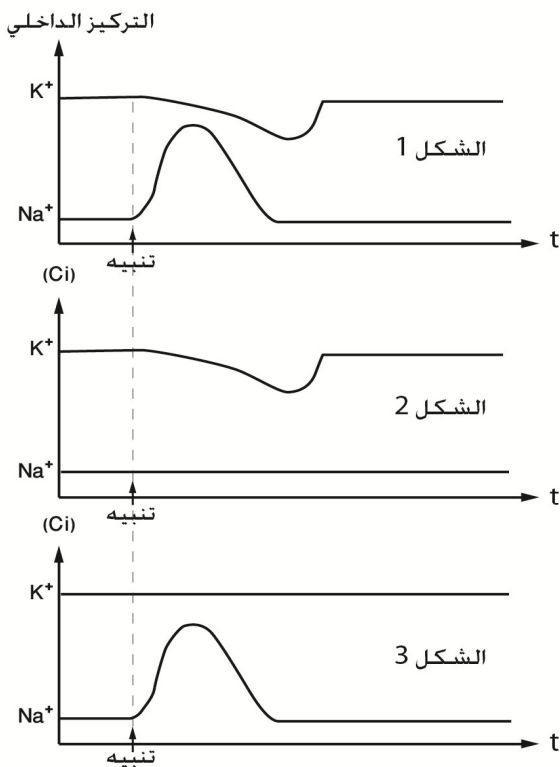 التركيز الداخلي
K⁺
الشكل 1
Na⁺
t
تنبيه
(Ci)
K⁺
الشكل 2
Na⁺
t
تنبيه
(Ci)
K⁺
الشكل 3
Na⁺
t
تنبيه